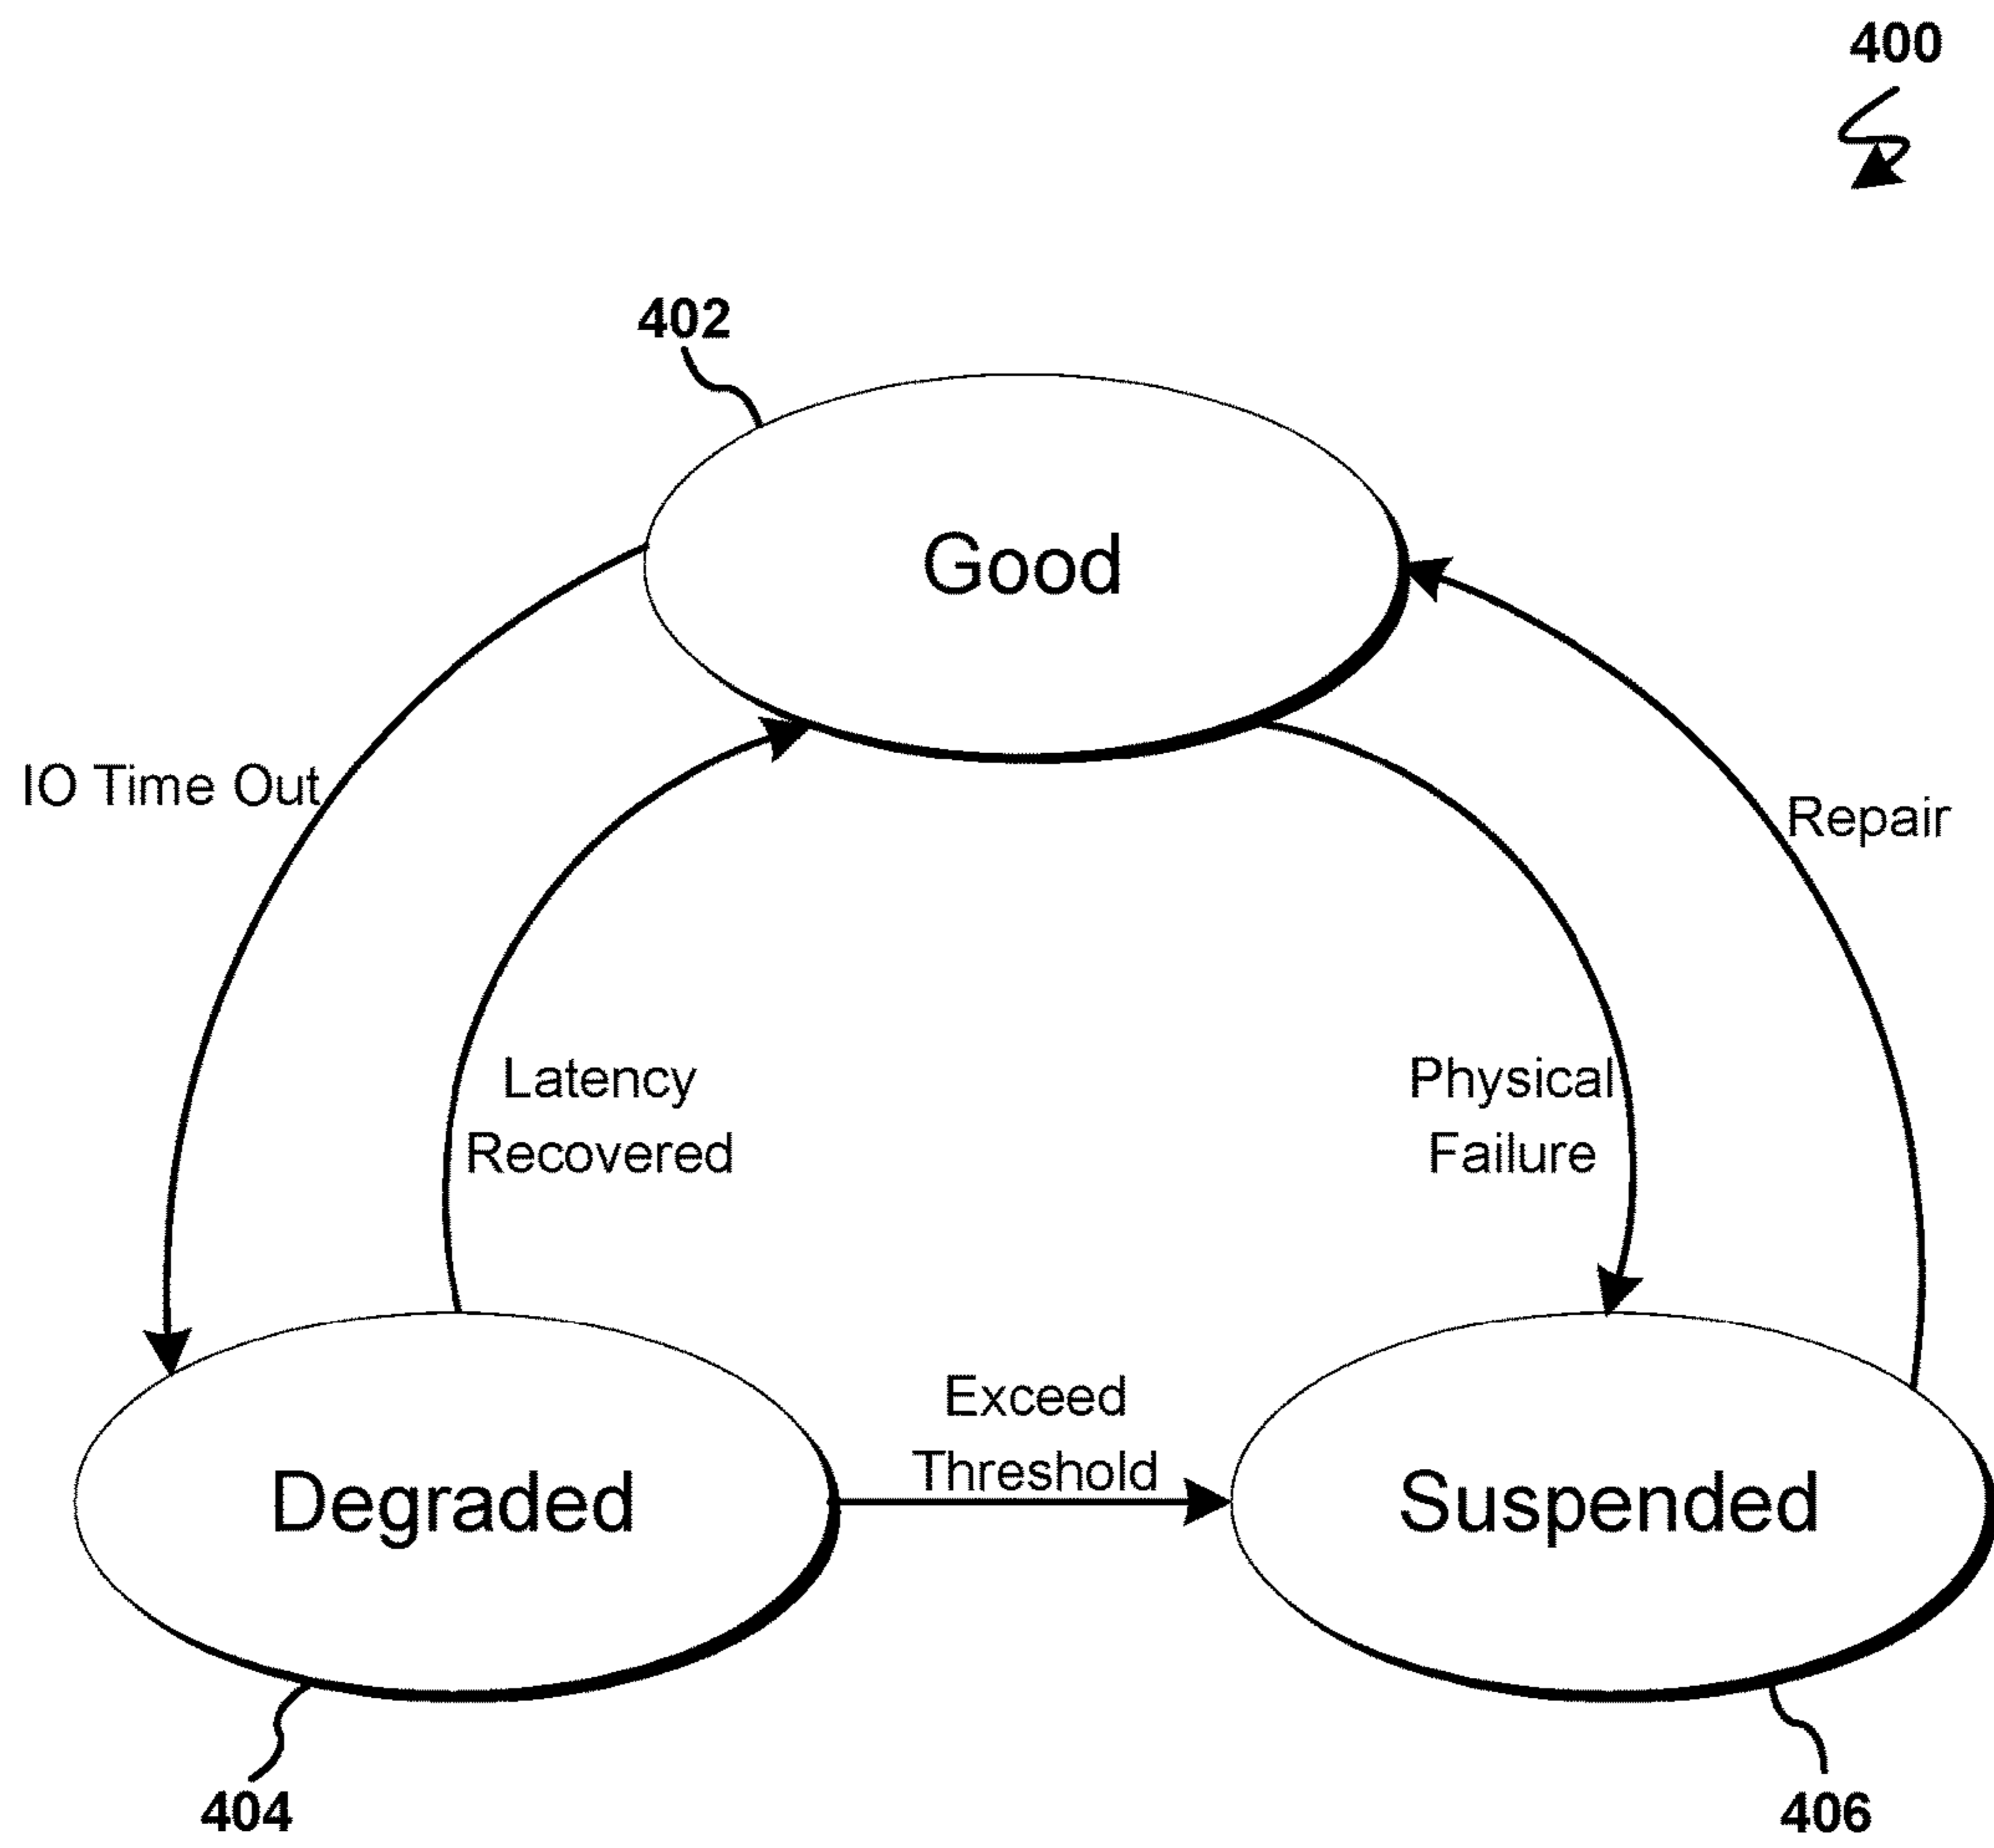 400
402
Good
IO Time Out
Repair
Latency
Recovered
Physical
Failure
Exceed
Threshold
Degraded
Suspended
404
406